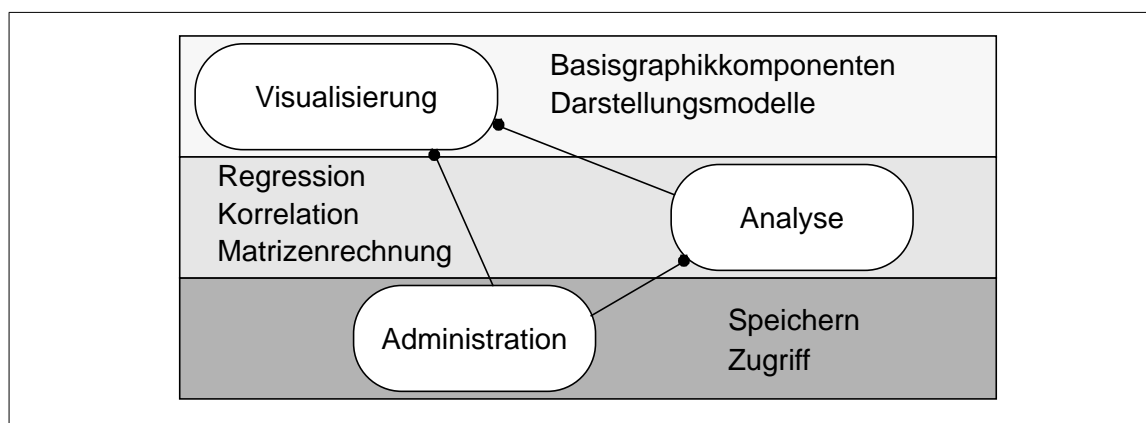 Visualisierung
Basisgraphikkomponenten
Darstellungsmodelle
Regression
Korrelation
Matrizenrechnung
Analyse
Administration
Speichern
Zugriff